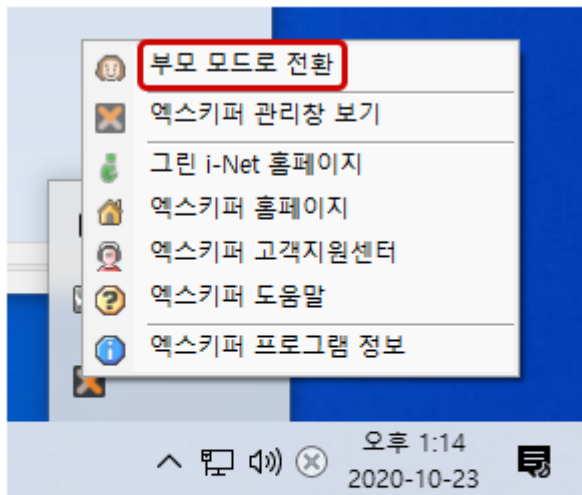 부모 모드로 전환
엑스키퍼 관리창 보기
그린 i-Net 홈페이지
엑스키퍼 홈페이지
엑스키퍼 고객지원센터
엑스키퍼 도움말
엑스키퍼 프로그램 정보
오후 1:14
2020-10-23